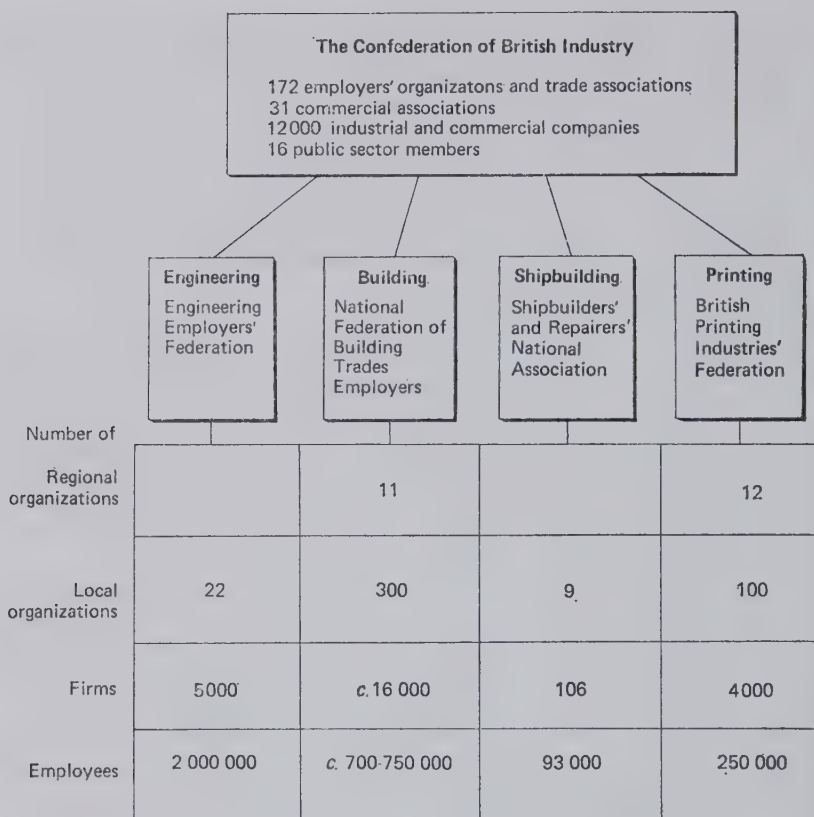 The Confederation of British Industry
172 employers' organizatons and trade associations
31 commercial associations
12000 industrial and commercial companies
16 public sector members
Engineering
Engineering
Employers'
Federation
Building
National
Federation of
Building
Trades
Employers
Shipbuilding
Shipbuilders'
and Repairers'
National
Association
Printing
British
Printing
Industries'
Federation
Number of
Regional
organizations
11
12
Local
organizations
22
300
9
100
Firms
5000
c. 16 000
106
4000
Employees
2 000 000
c. 700-750 000
93 000
250 000